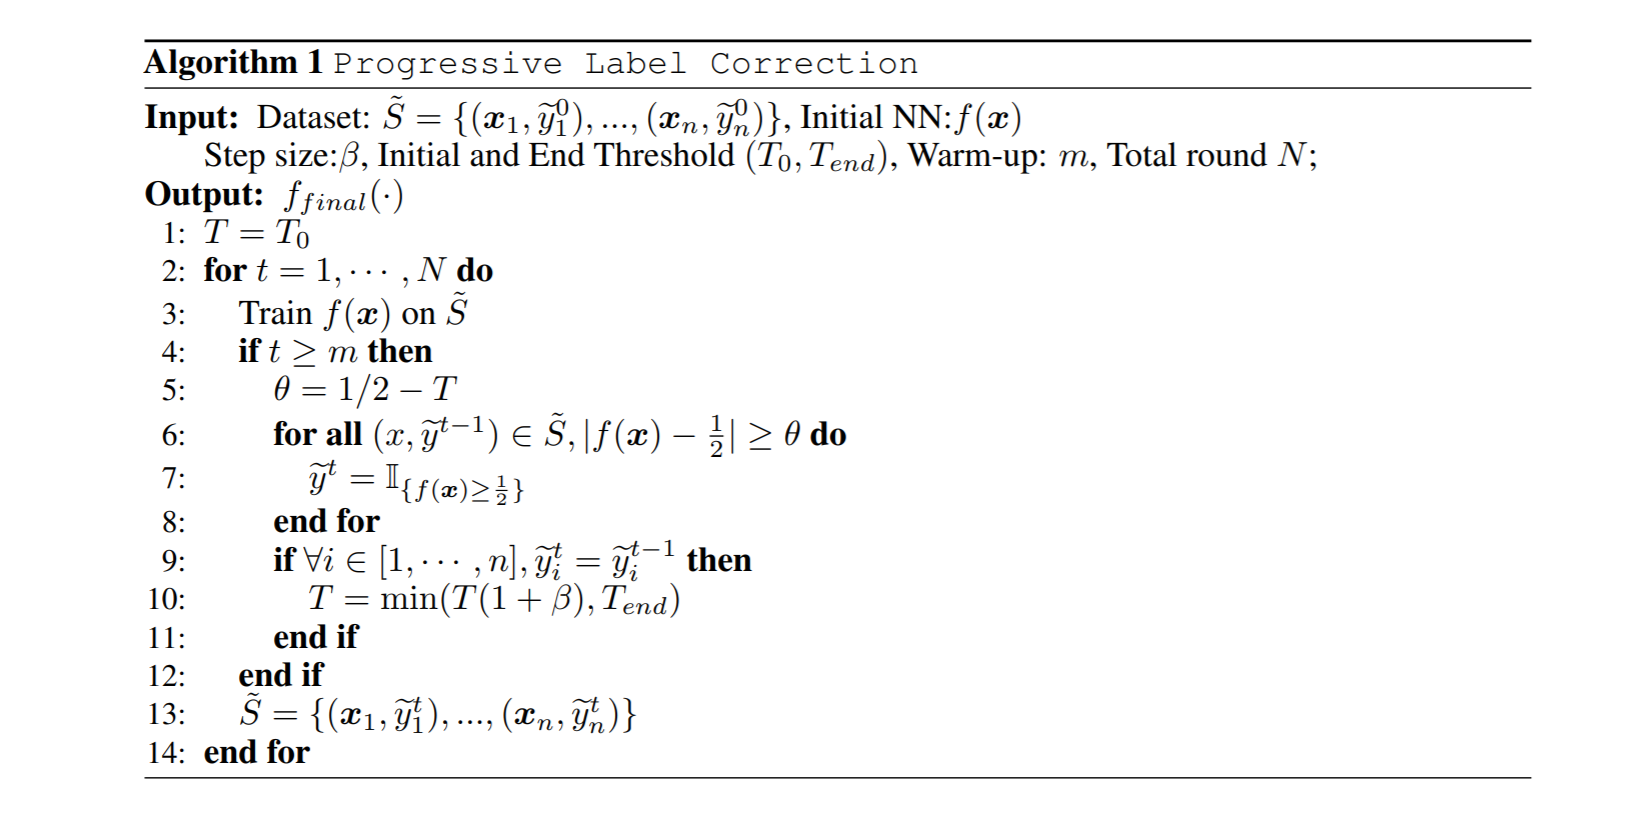 Algorithm 1 Progressive Label Correction
Input: Dataset: $\tilde{S} = \{(\boldsymbol{x}_1, \widetilde{y}_1^0), ..., (\boldsymbol{x}_n, \widetilde{y}_n^0)\}$, Initial NN:$f(\boldsymbol{x})$
Step size:$\beta$, Initial and End Threshold $(T_0, T_{end})$, Warm-up: $m$, Total round $N$;
Output: $f_{final}(\cdot)$
1: $T = T_0$
2: for $t = 1, \cdots, N$ do
3: Train $f(\boldsymbol{x})$ on $\tilde{S}$
4: if $t \geq m$ then
5: $\theta = 1/2 - T$
6: for all $(x, \widetilde{y}^{t-1}) \in \tilde{S}, |f(\boldsymbol{x}) - \frac{1}{2}| \geq \theta$ do
7: $\widetilde{y}^t = \mathbb{I}_{\{f(\boldsymbol{x}) \geq \frac{1}{2}\}}$
8: end for
9: if $\forall i \in [1, \cdots, n], \widetilde{y}_i^t = \widetilde{y}_i^{t-1}$ then
10: $T = \min(T(1 + \beta), T_{end})$
11: end if
12: end if
13: $\tilde{S} = \{(\boldsymbol{x}_1, \widetilde{y}_1^t), ..., (\boldsymbol{x}_n, \widetilde{y}_n^t)\}$
14: end for